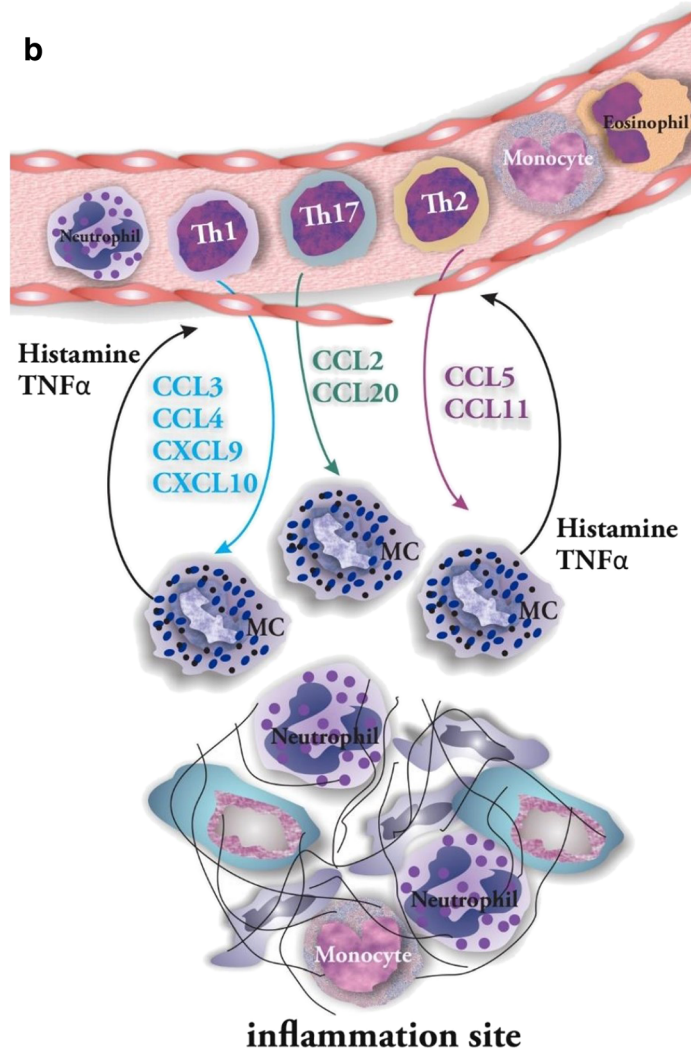 b
Eosinophil
Monocyte
Th2
Th17
Th1
Neutrophil
Histamine
TNFα
CCL3
CCL4
CXCL9
CXCL10
CCL2
CCL20
CCL5
CCL11
Histamine
TNFα
MC
MC
MC
Neutrophil
Neutrophil
Monocyte
inflammation site